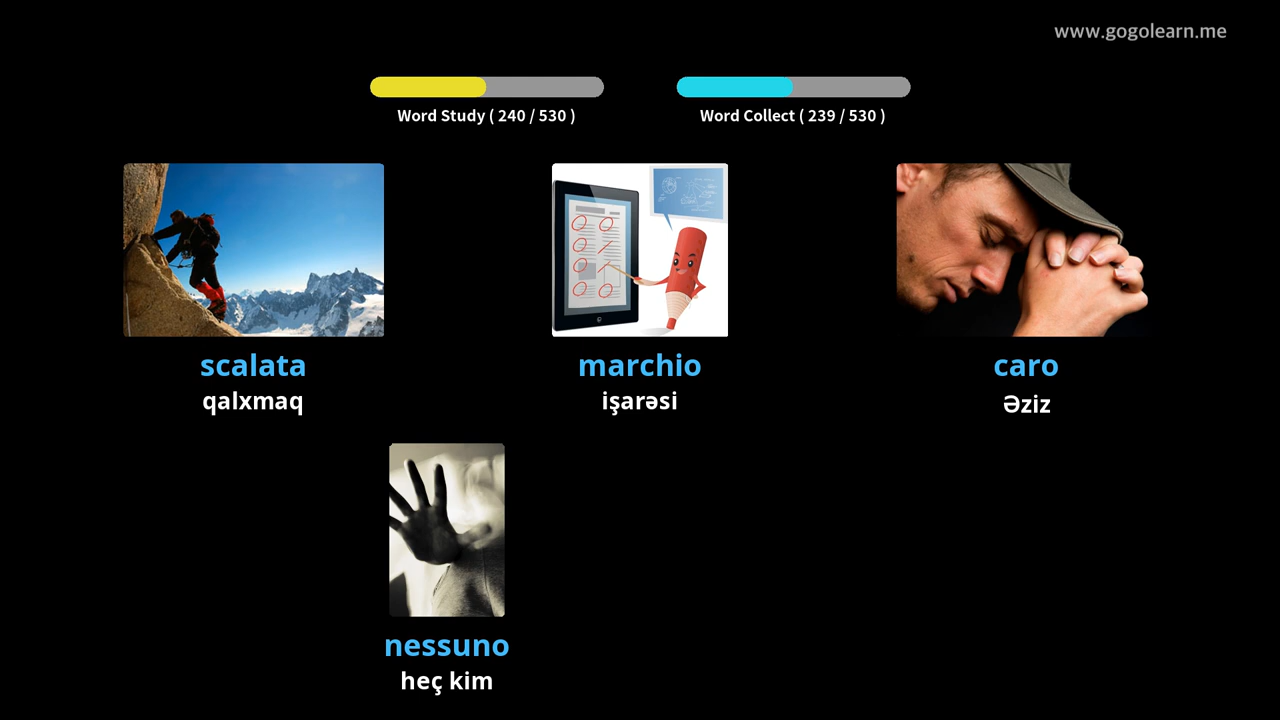 www.gogolearn.me
Word Study ( 240 / 530 )
Word Collect ( 239 / 530 )
scalata
qalxmaq
marchio
işarəsi
caro
Əziz
nessuno
heç kim